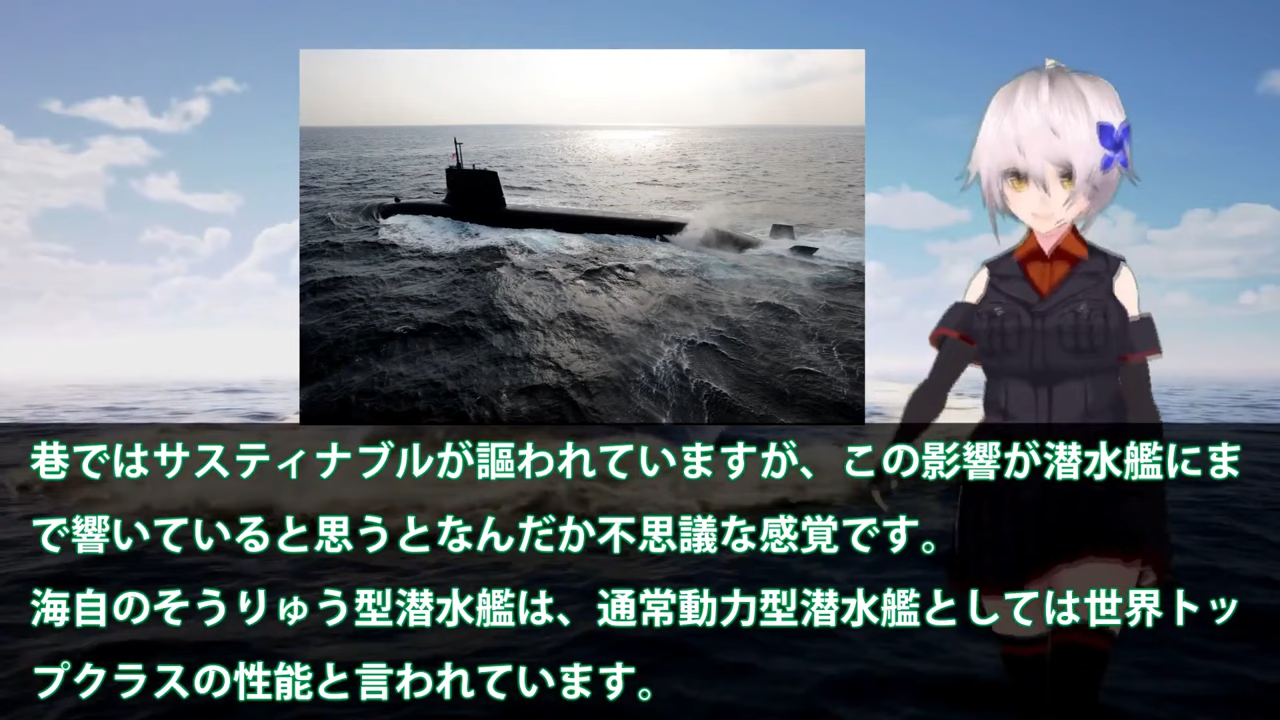 巷ではサスティナブルが謳われていますが、この影響が潜水艦にま
で響いていると思うとなんだか不思議な感覚です。
海自のそうりゅう型潜水艦は、通常動力型潜水艦としては世界トッ
プクラスの性能と言われています。